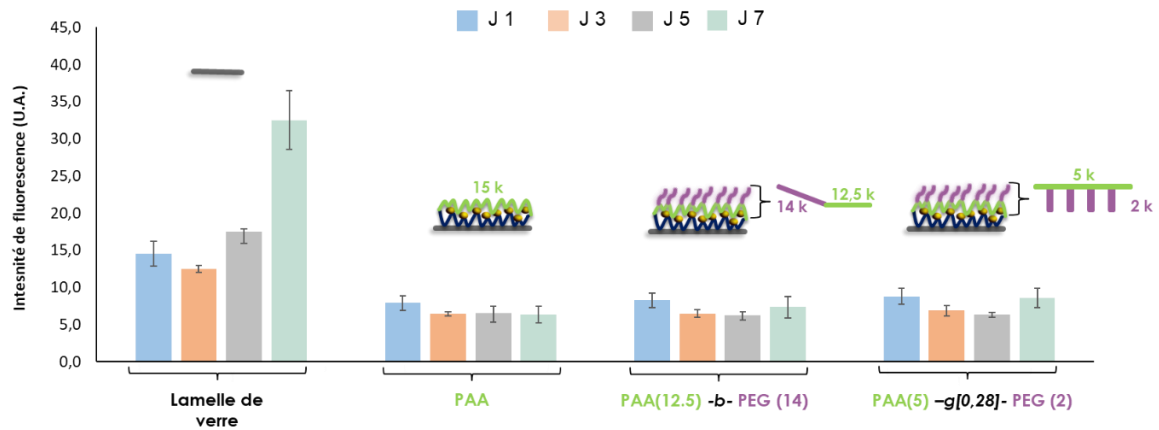 J 1 J 3 J 5 J 7
Intesnité de fluorescence (U.A.)
45,0
40,0
35,0
30,0
25,0
20,0
15,0
10,0
5,0
0,0
15 k
14 k
12,5k
5 k
2 k
Lamelle de
verre
PAA
PAA(12.5) -b- PEG (14)
PAA(5) –g[0,28]- PEG (2)